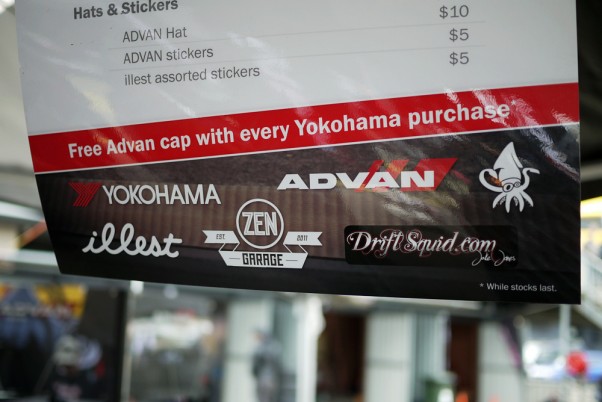 Hats & Stickers
$10
ADVAN Hat
$5
ADVAN stickers
$5
illest assorted stickers
Free Advan cap with every Yokohama purchase*
YOKOHAMA
ADVAN
illest
EST. ZEN 2011
GARAGE
DriftSquid.com
* While stocks last.
ADVAN